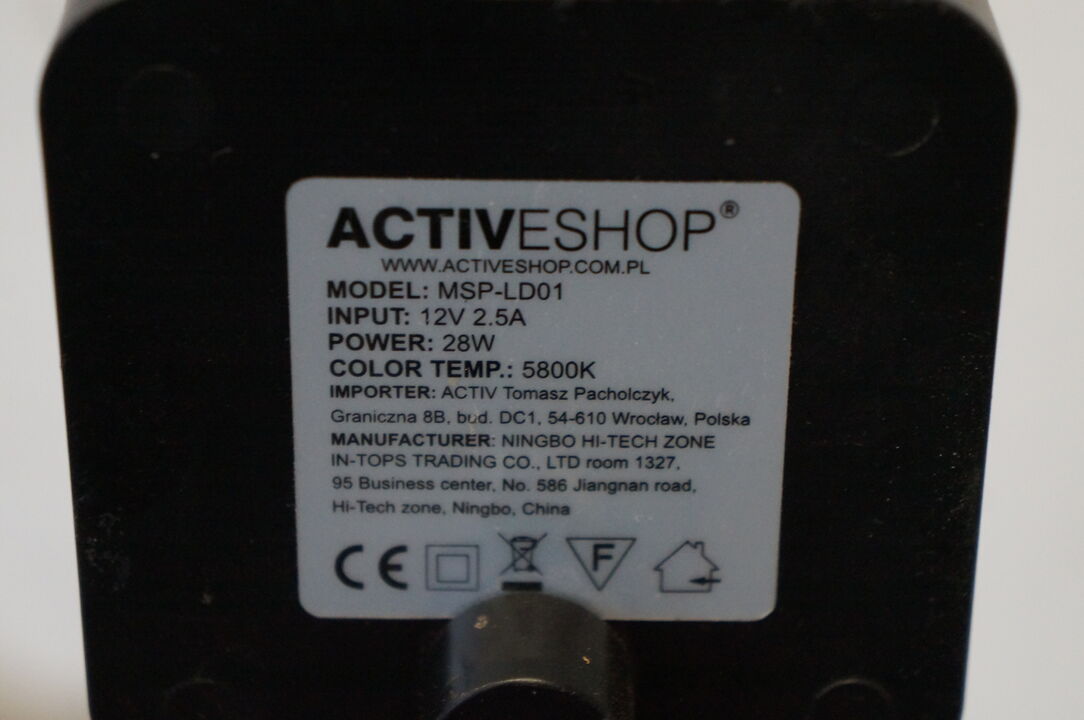 ACTIVESHOP®
WWW.ACTIVESHOP.COM.PL
MODEL: MSP-LD01
INPUT: 12V 2.5A
POWER: 28W
COLOR TEMP.: 5800K
IMPORTER: ACTIV Tomasz Pacholczyk,
Graniczna 8B, bud. DC1, 54-610 Wrocław, Polska
MANUFACTURER: NINGBO HI-TECH ZONE
IN-TOPS TRADING CO., LTD room 1327,
95 Business center, No. 586 Jiangnan road,
Hi-Tech zone, Ningbo, China
CE F